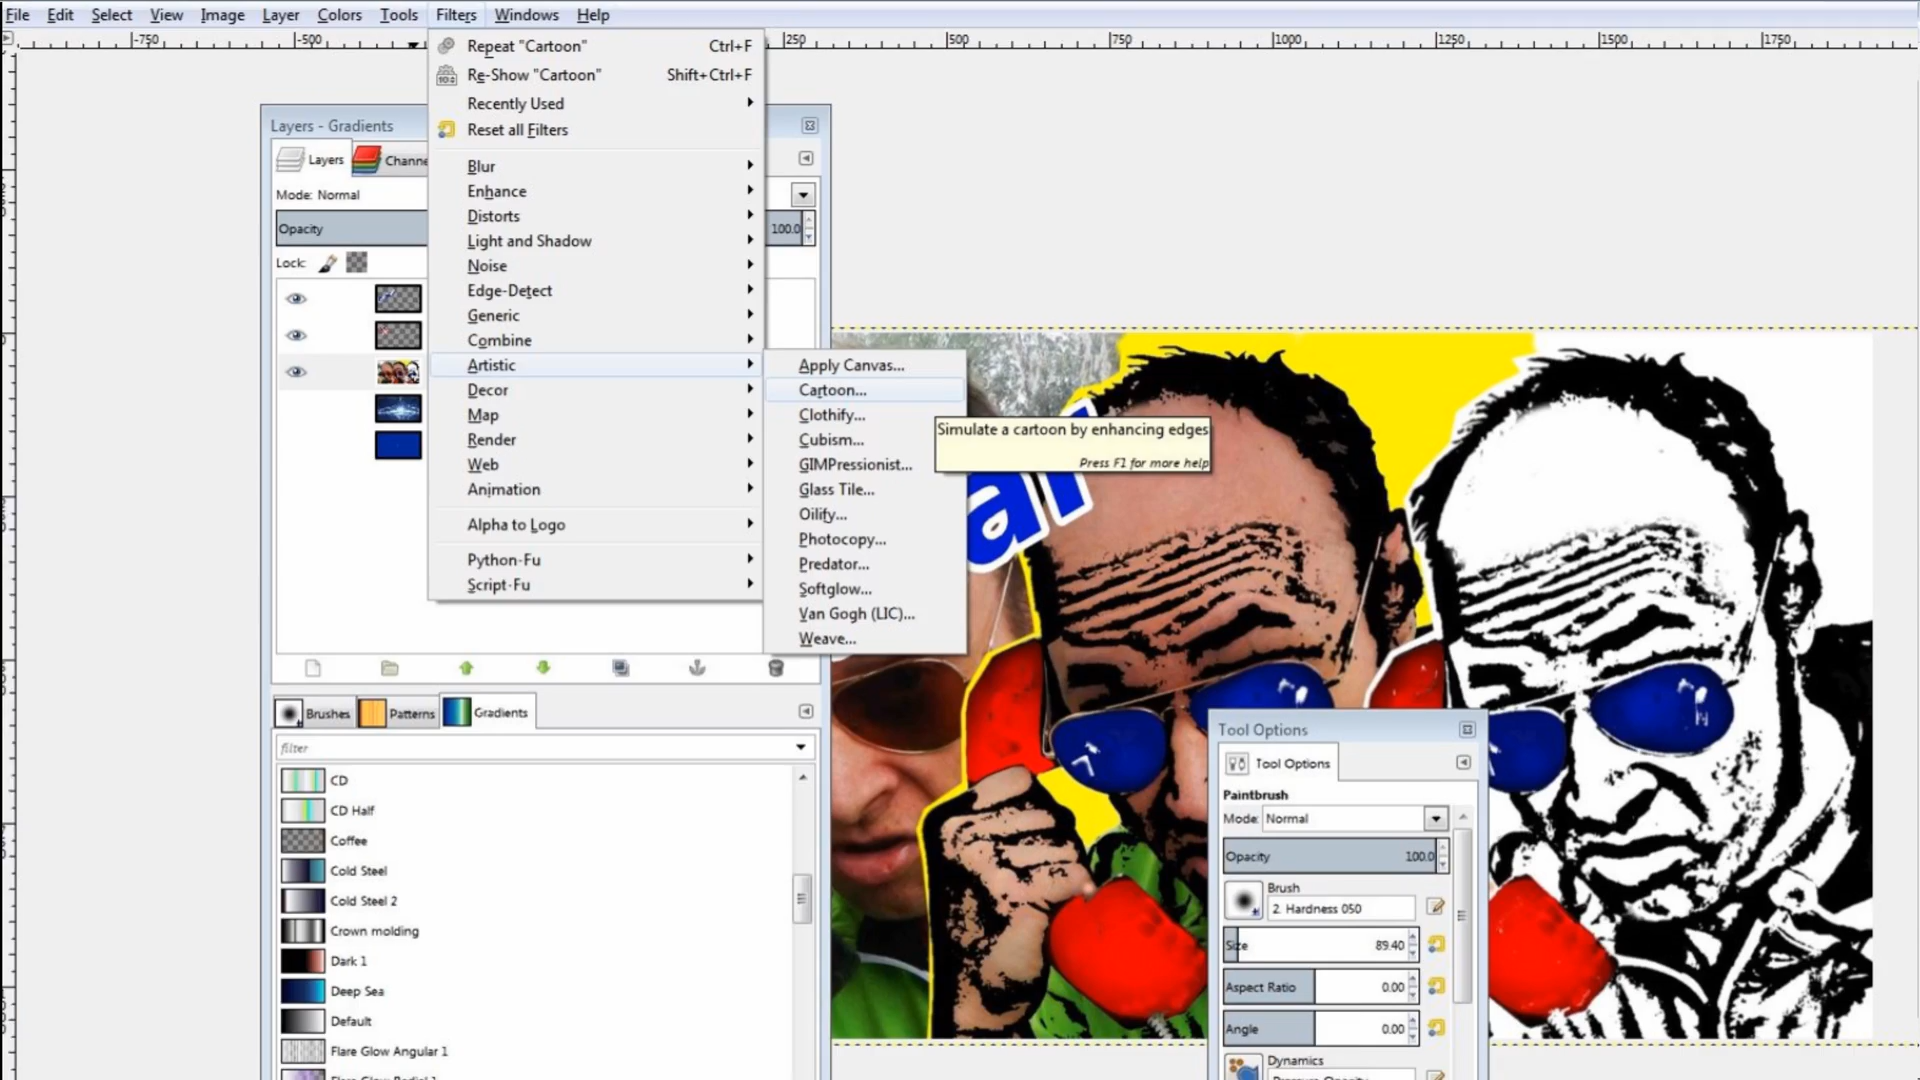 File Edit Select View Image Layer Colors Tools Filters Windows Help
-750 -500 250 500 750 1000 1250 1500 1750
Repeat "Cartoon" Ctrl+F
Re-Show "Cartoon" Shift+Ctrl+F
Recently Used
Reset all Filters
Blur
Enhance
Distorts
Light and Shadow
Noise
Edge-Detect
Generic
Combine
Artistic
Decor
Map
Render
Web
Animation
Alpha to Logo
Python-Fu
Script-Fu
Apply Canvas...
Cartoon...
Clothify...
Cubism...
GIMPressionist...
Glass Tile...
Oilify...
Photocopy...
Predator...
Softglow...
Van Gogh (LIC)...
Weave...
Simulate a cartoon by enhancing edges
Press F1 for more help
Layers - Gradients
Layers
Mode: Normal
Opacity 100.0
Lock:
Brushes Patterns Gradients
filter
CD
CD Half
Coffee
Cold Steel
Cold Steel 2
Crown molding
Dark 1
Deep Sea
Default
Flare Glow Angular 1
Tool Options
Tool Options
Paintbrush
Mode: Normal
Opacity 100.0
Brush
2. Hardness 050
Size 89.40
Aspect Ratio 0.00
Angle 0.00
Dynamics